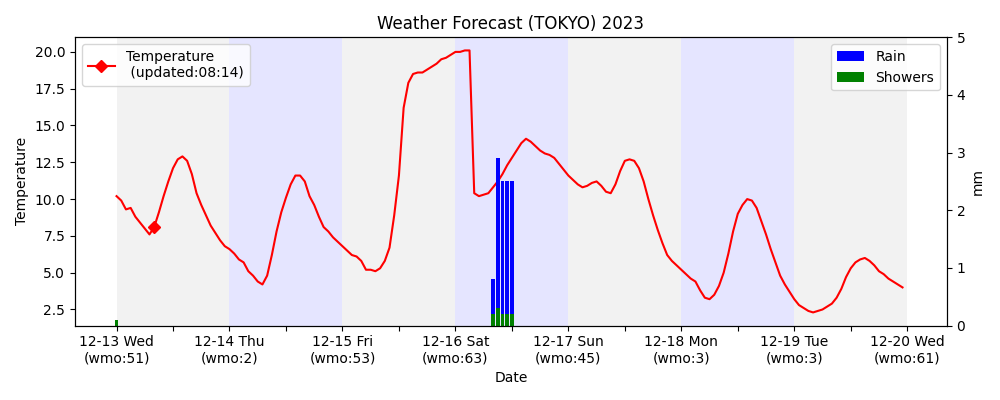 Weather Forecast (TOKYO) 2023
Temperature
(updated:08:14)
Rain
Showers
20.0
17.5
15.0
12.5
10.0
7.5
5.0
2.5
Temperature
5
4
3
2
1
0
mm
12-13 Wed
(wmo:51)
12-14 Thu
(wmo:2)
12-15 Fri
(wmo:53)
12-16 Sat
(wmo:63)
12-17 Sun
(wmo:45)
12-18 Mon
(wmo:3)
12-19 Tue
(wmo:3)
12-20 Wed
(wmo:61)
Date